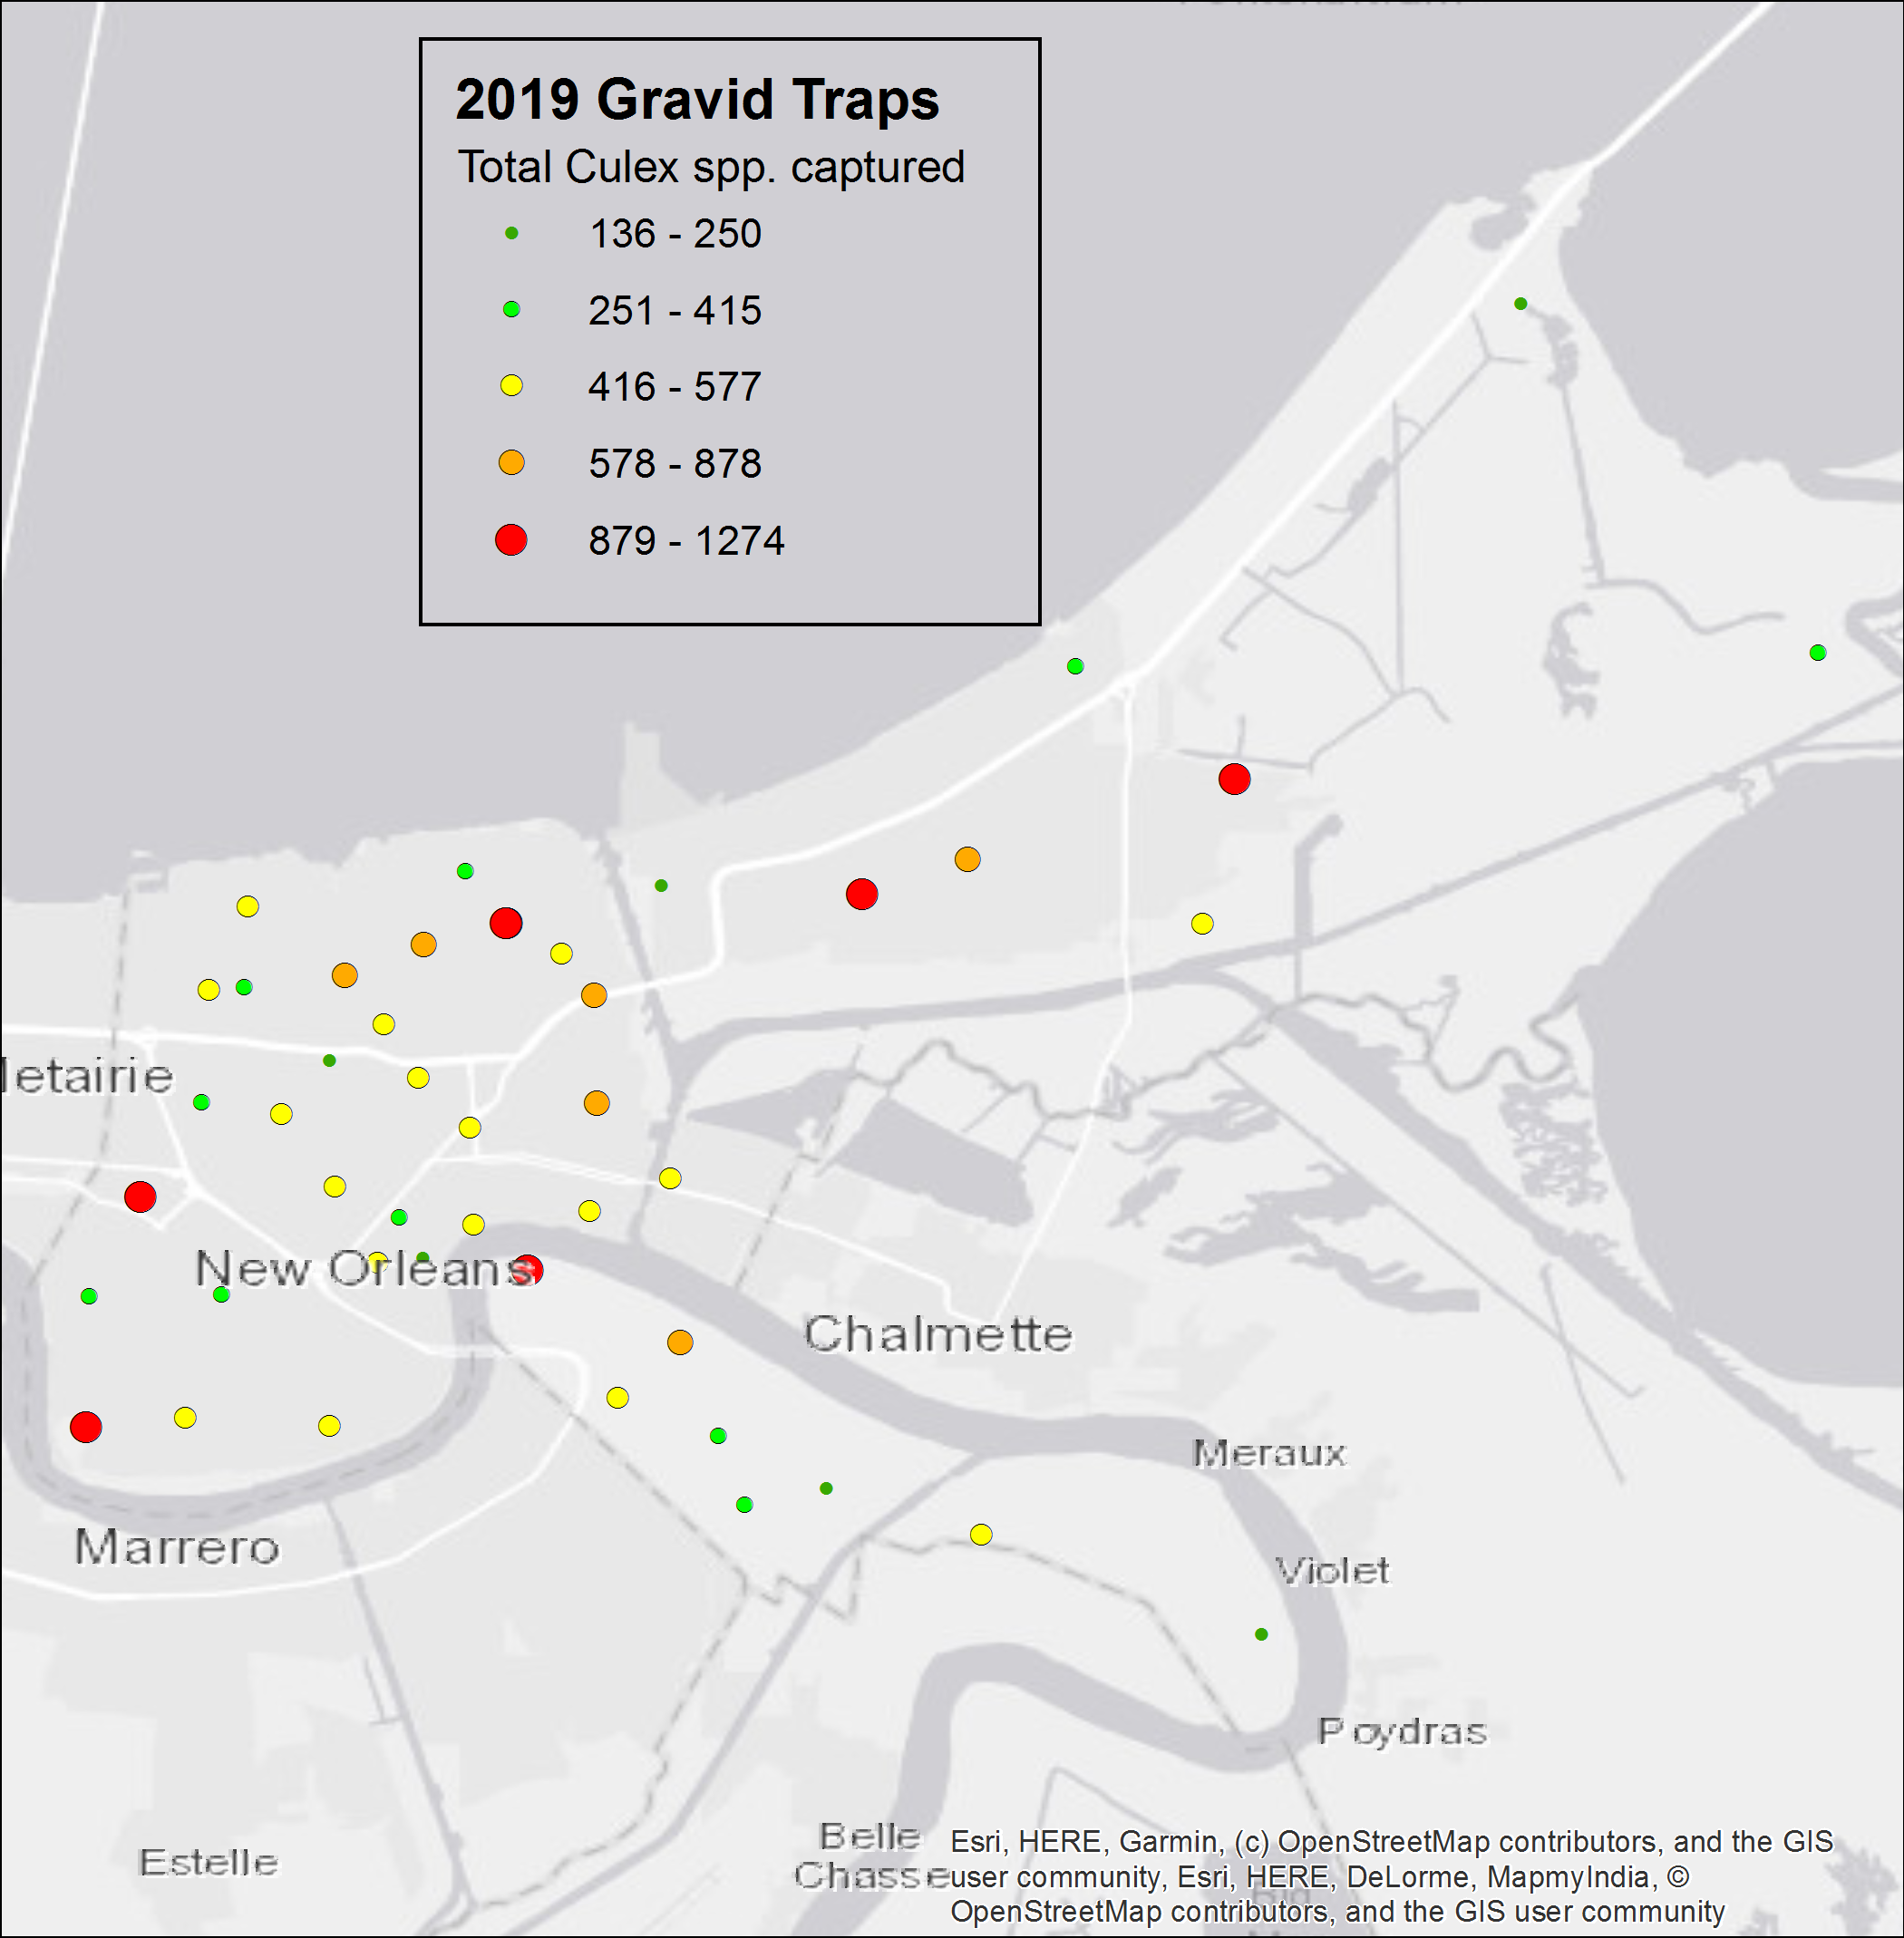 2019 Gravid Traps
Total Culex spp. captured
136 - 250
251 - 415
416 - 577
578 - 878
879 - 1274
letairie
New Orleans
Chalmette
Meraux
Marrero
Violet
Poydras
Belle
Chasse
Estelle
Esri, HERE, Garmin, (c) OpenStreetMap contributors, and the GIS
user community, Esri, HERE, DeLorme, MapmyIndia, ©
OpenStreetMap contributors, and the GIS user community